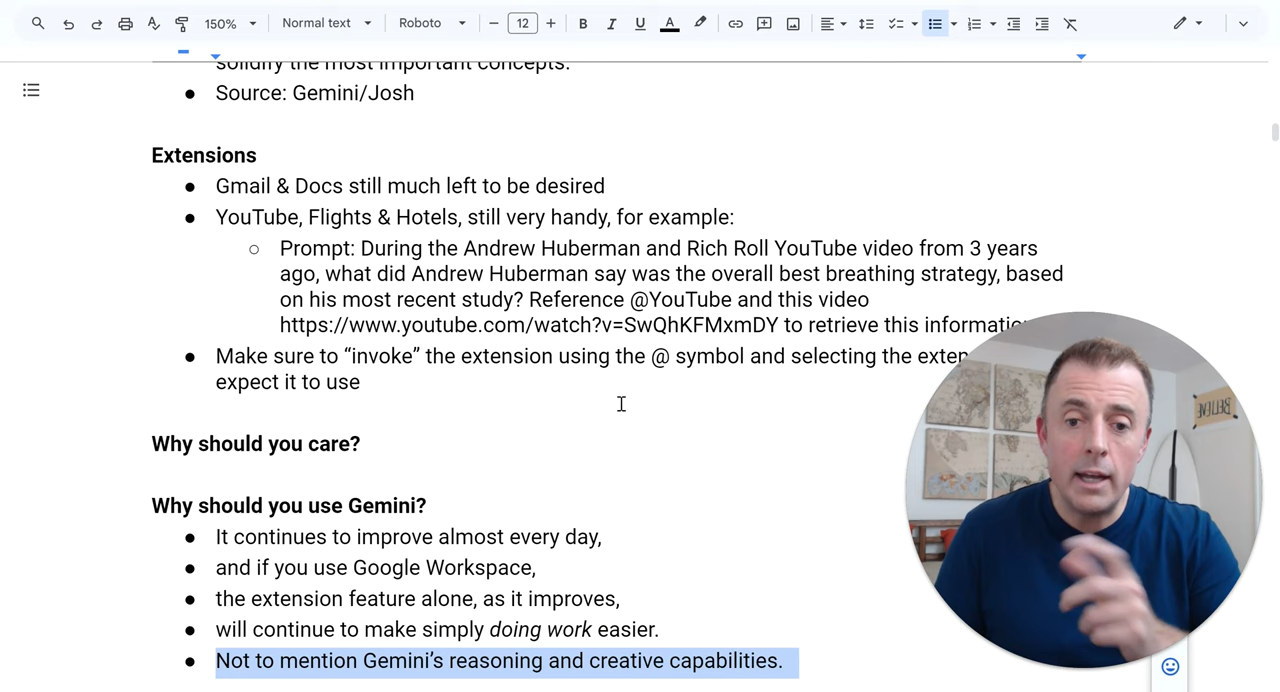 150%
Normal text
Roboto
12
B I U A
solidify the most important concepts.
● Source: Gemini/Josh
Extensions
● Gmail & Docs still much left to be desired
● YouTube, Flights & Hotels, still very handy, for example:
○ Prompt: During the Andrew Huberman and Rich Roll YouTube video from 3 years
ago, what did Andrew Huberman say was the overall best breathing strategy, based
on his most recent study? Reference @YouTube and this video
https://www.youtube.com/watch?v=SwQhKFMxmDY to retrieve this
● Make sure to “invoke” the extension using the @ symbol and selecting the
expect it to use
BELIEVE
Why should you care?
Why should you use Gemini?
● It continues to improve almost every day,
● and if you use Google Workspace,
● the extension feature alone, as it improves,
● will continue to make simply doing work easier.
● Not to mention Gemini’s reasoning and creative capabilities.